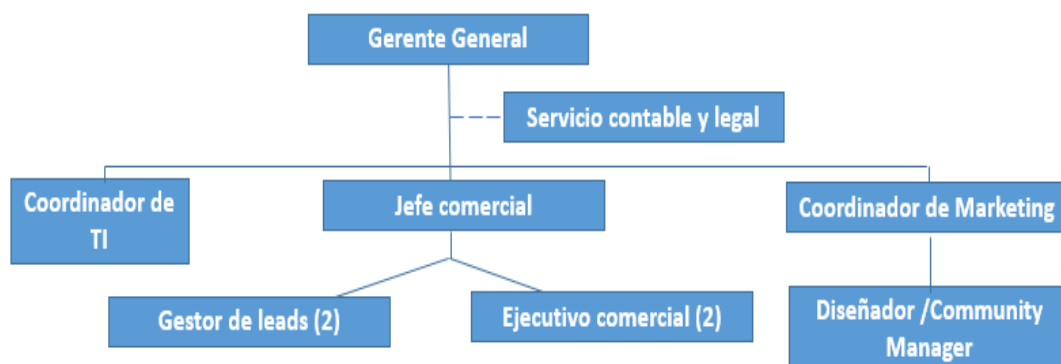 Gerente General
Servicio contable y legal
Coordinador de
TI
Jefe comercial
Coordinador de Marketing
Gestor de leads (2)
Ejecutivo comercial (2)
Diseñador /Community
Manager